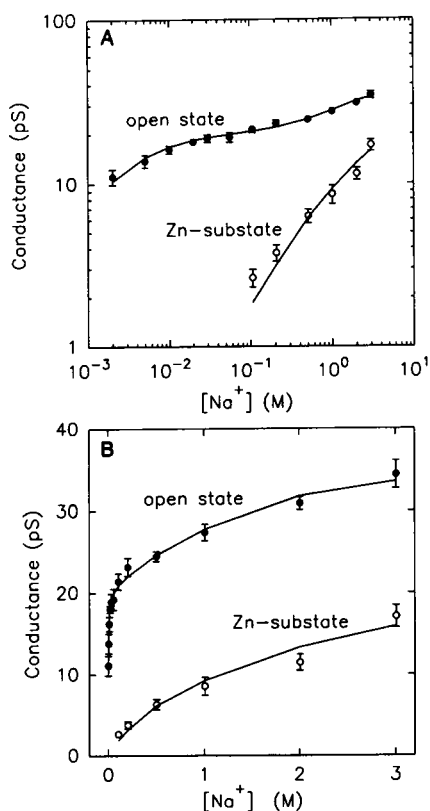 A
100
10
1
Conductance (pS)
open state
Zn-substate
10⁻³ 10⁻² 10⁻¹ 10⁰ 10¹
[Na⁺] (M)
B
40
30
20
10
0
Conductance (pS)
open state
Zn-substate
0 1 2 3
[Na⁺] (M)